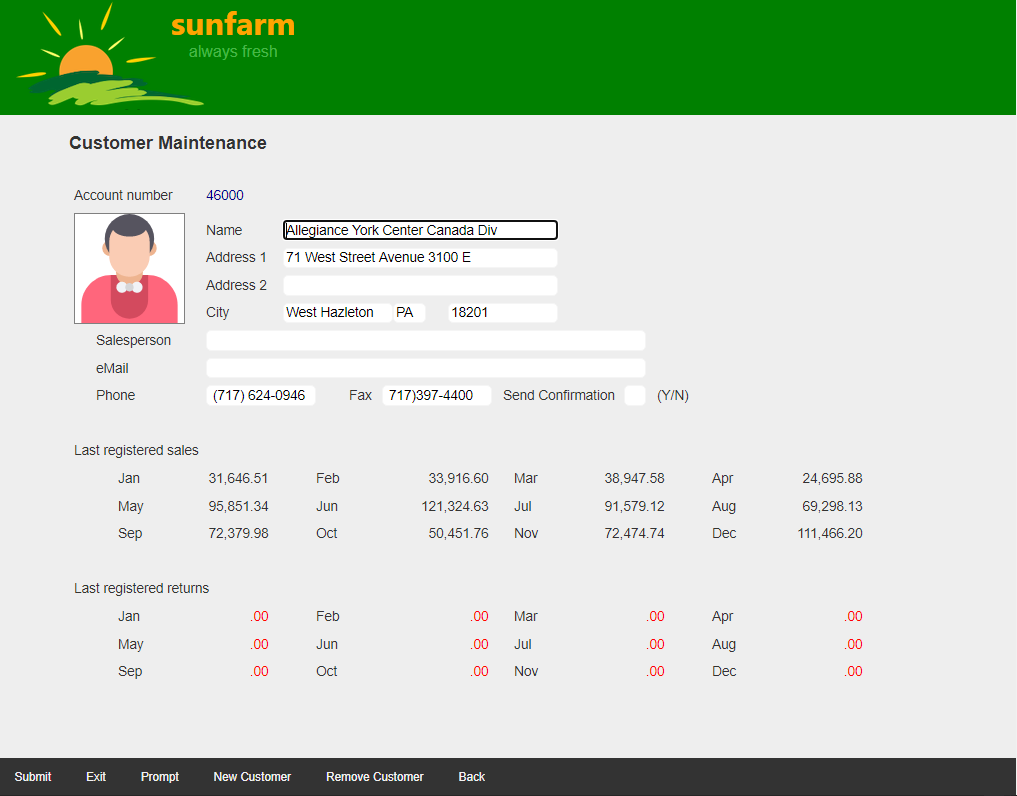 sunfarm
always fresh
Customer Maintenance
Account number 46000
Name Allegiance York Center Canada Div
Address 1 71 West Street Avenue 3100 E
Address 2
City West Hazleton PA 18201
Salesperson
eMail
Phone (717) 624-0946 Fax 717)397-4400 Send Confirmation (Y/N)
Last registered sales
Jan 31,646.51 Feb 33,916.60 Mar 38,947.58 Apr 24,695.88
May 95,851.34 Jun 121,324.63 Jul 91,579.12 Aug 69,298.13
Sep 72,379.98 Oct 50,451.76 Nov 72,474.74 Dec 111,466.20
Last registered returns
Jan .00 Feb .00 Mar .00 Apr .00
May .00 Jun .00 Jul .00 Aug .00
Sep .00 Oct .00 Nov .00 Dec .00
Submit Exit Prompt New Customer Remove Customer Back